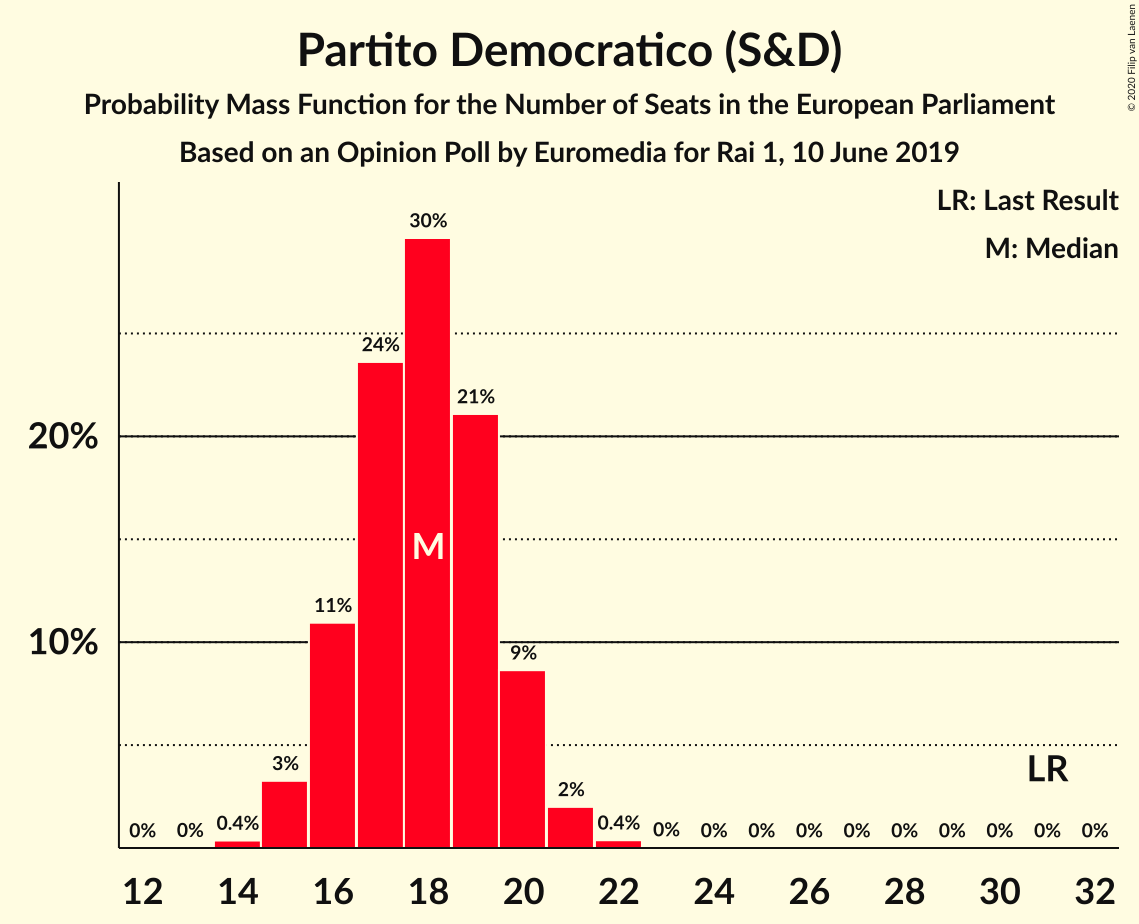 Partito Democratico (S&D)
Probability Mass Function for the Number of Seats in the European Parliament
Based on an Opinion Poll by Euromedia for Rai 1, 10 June 2019
© 2020 Filip van Laenen
LR: Last Result
M: Median
20%
10%
0% 0% 0.4% 3% 11% 24% 30% 21% 9% 2% 0.4% 0% 0% 0% 0% 0% 0% 0% 0% 0% 0%
M
LR
12 14 16 18 20 22 24 26 28 30 32